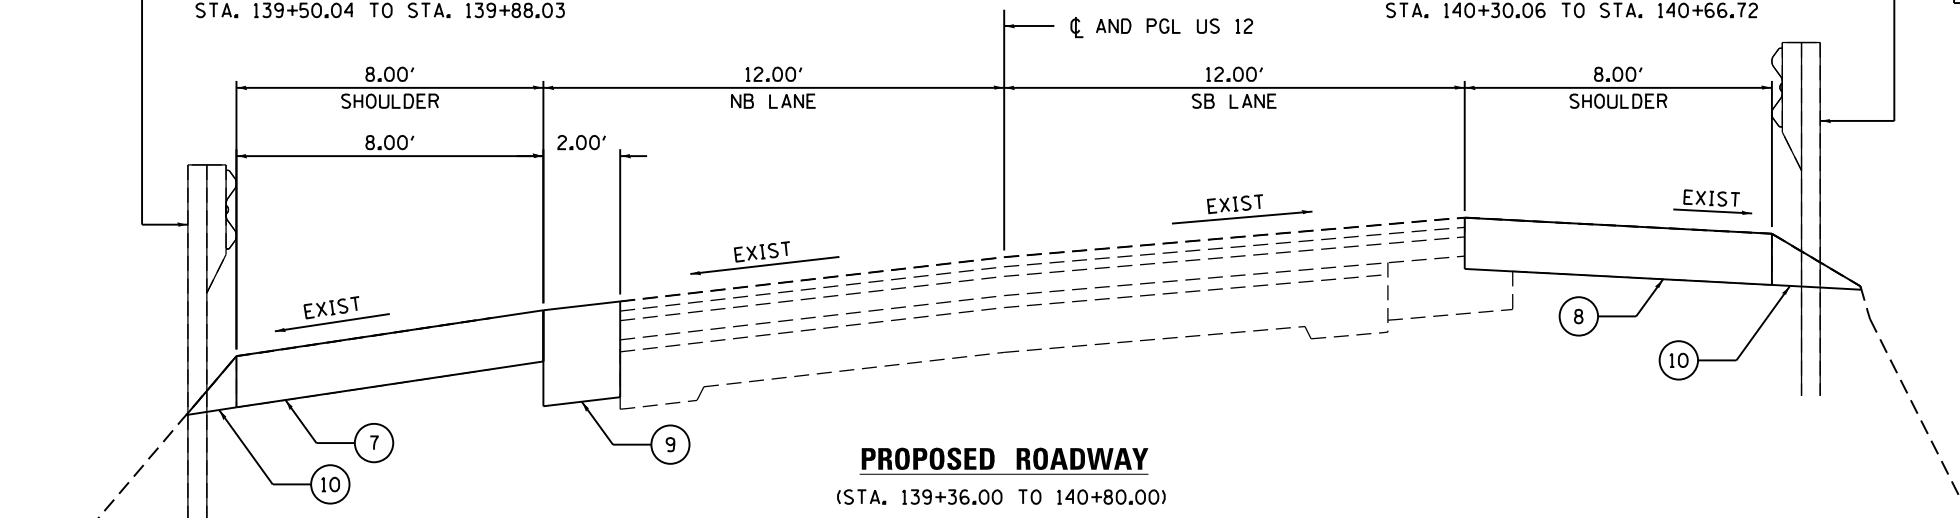 STA. 139+50.04 TO STA. 139+88.03
STA. 140+30.06 TO STA. 140+66.72
℄ AND PGL US 12
8.00' 12.00' 12.00' 8.00'
SHOULDER NB LANE SB LANE SHOULDER
8.00' 2.00'
EXIST
EXIST
EXIST
EXIST
8
10
7
9
10
PROPOSED ROADWAY
(STA. 139+36.00 TO 140+80.00)